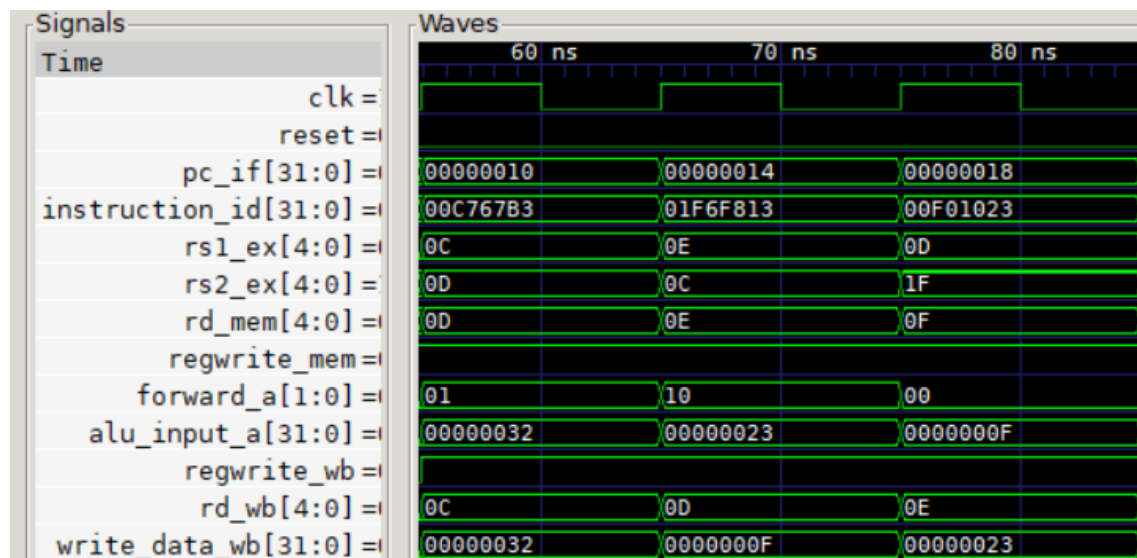 Signals Waves
Time 60 ns 70 ns 80 ns
clk =
reset =
pc_if[31:0] = 00000010 00000014 00000018
instruction_id[31:0] = 00C767B3 01F6F813 00F01023
rs1_ex[4:0] = 0C 0E 0D
rs2_ex[4:0] = 0D 0C 1F
rd_mem[4:0] = 0D 0E 0F
regwrite_mem =
forward_a[1:0] = 01 10 00
alu_input_a[31:0] = 00000032 00000023 0000000F
regwrite_wb =
rd_wb[4:0] = 0C 0D 0E
write_data_wb[31:0] = 00000032 0000000F 00000023